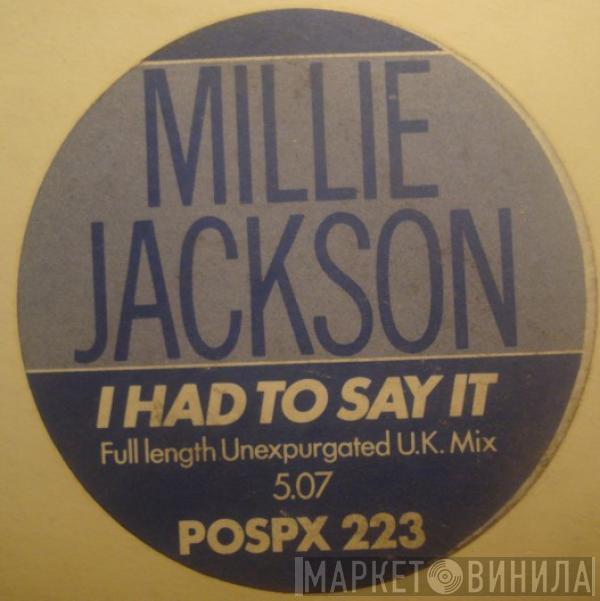 MILLIE
JACKSON
I HAD TO SAY IT
Full length Unexpurgated U.K. Mix
5.07
POSPX 223
МАРКЕТ ВИНИЛА